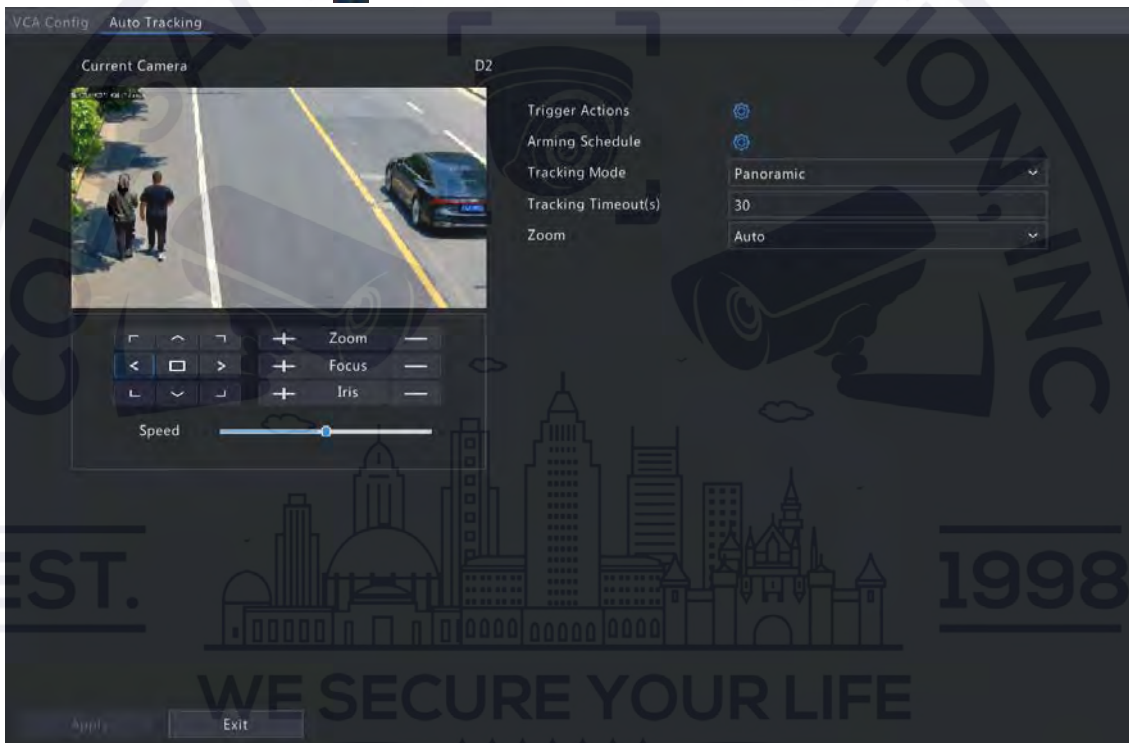 VCA Config Auto Tracking
Current Camera D2
Trigger Actions
Arming Schedule
Tracking Mode Panoramic
Tracking Timeout(s) 30
Zoom Auto
Zoom
Focus
Iris
Speed
EST. 1998
WE SECURE YOUR LIFE
Apply Exit